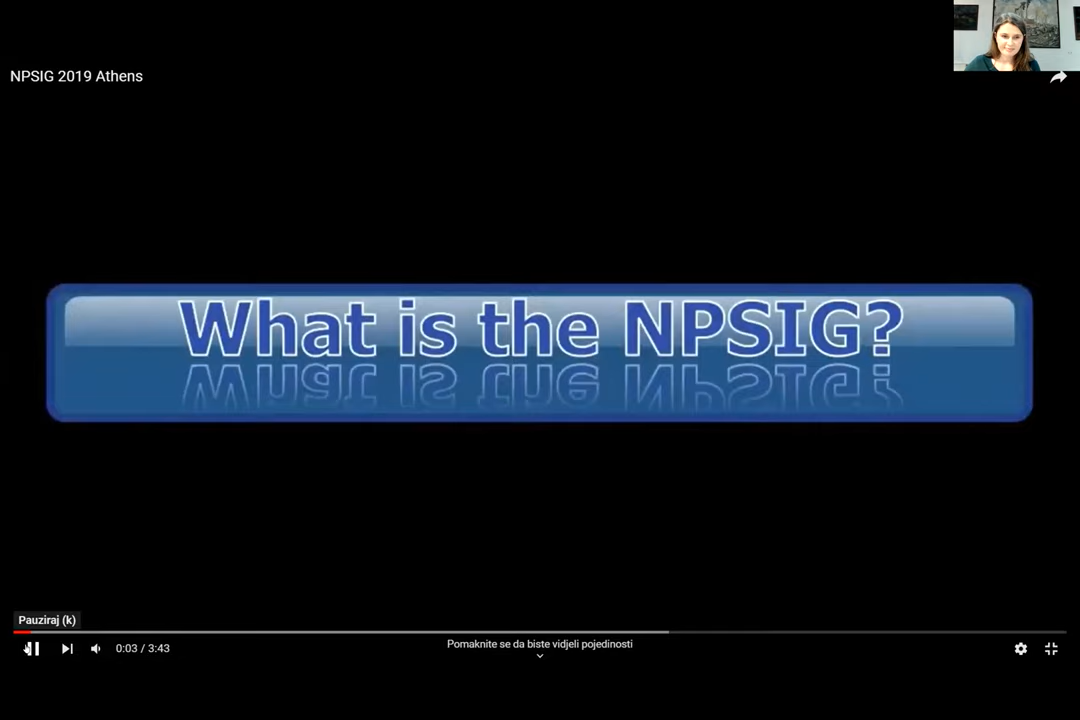 NPSIG 2019 Athens
What is the NPSIG?
Pauziraj (k)
0:03 / 3:43
Pomaknite se da biste vidjeli pojedinosti